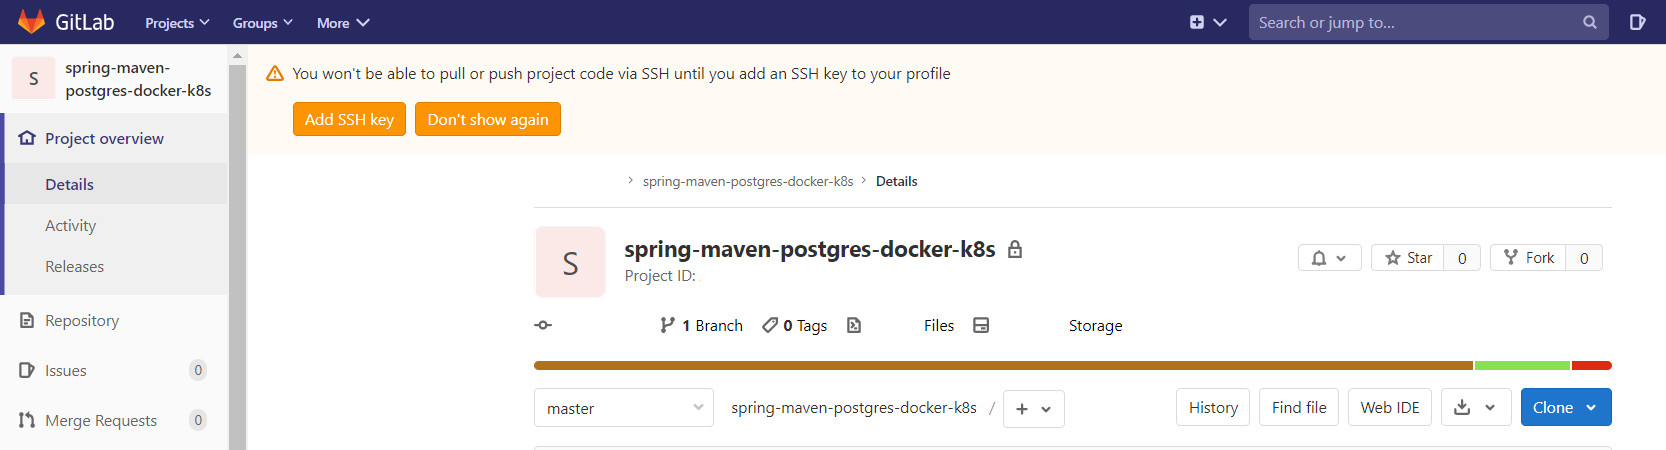 GitLab Projects Groups More Search or jump to...
S spring-maven-
postgres-docker-k8s
Project overview
Details
Activity
Releases
Repository
Issues 0
Merge Requests 0
You won't be able to pull or push project code via SSH until you add an SSH key to your profile
Add SSH key Don't show again
spring-maven-postgres-docker-k8s Details
S
spring-maven-postgres-docker-k8s
Project ID:
Star 0 Fork 0
1 Branch 0 Tags Files Storage
master spring-maven-postgres-docker-k8s / + History Find file Web IDE Clone